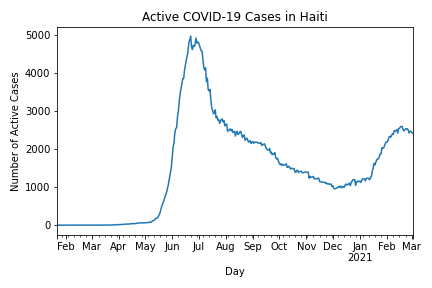 Active COVID-19 Cases in Haiti
Number of Active Cases
5000
4000
3000
2000
1000
0
Feb Mar Apr May Jun Jul Aug Sep Oct Nov Dec Jan Feb Mar
2021
Day